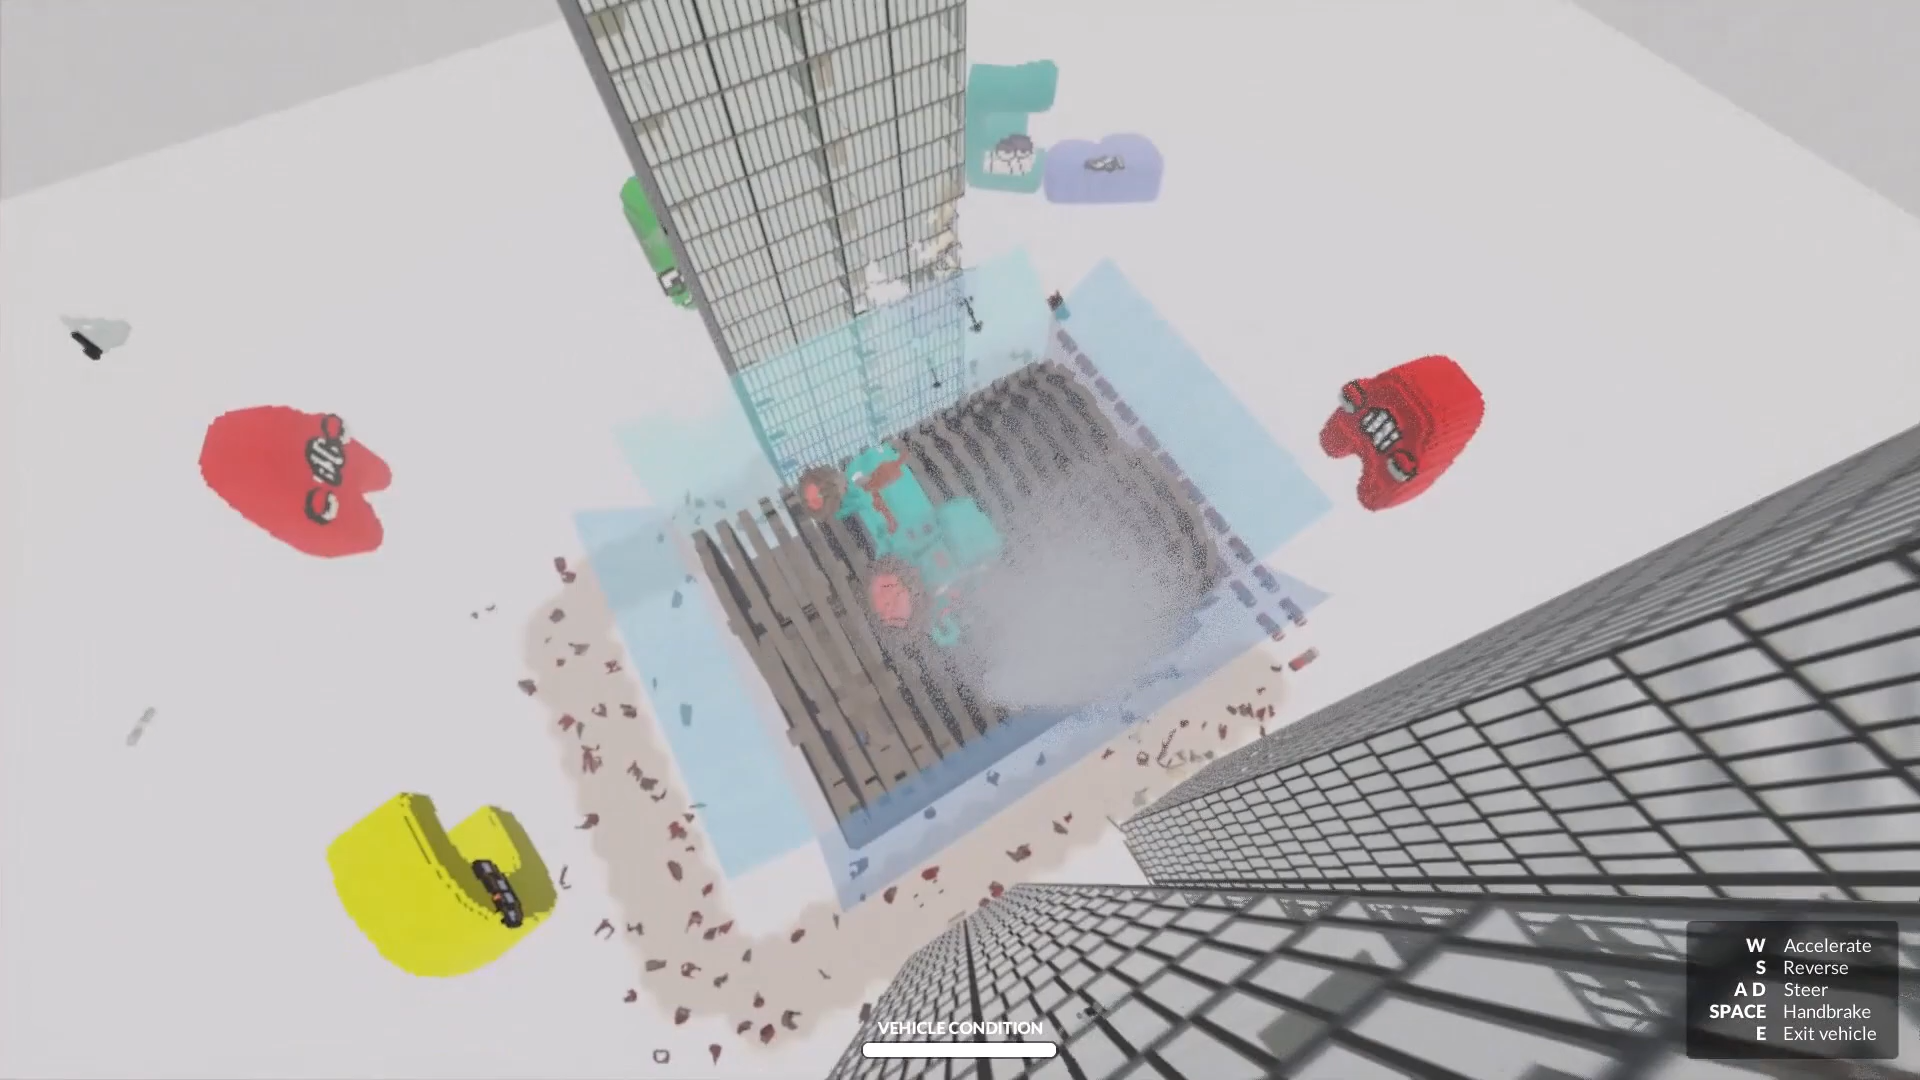 VEHICLE CONDITION
W Accelerate
S Reverse
A D Steer
SPACE Handbrake
E Exit vehicle